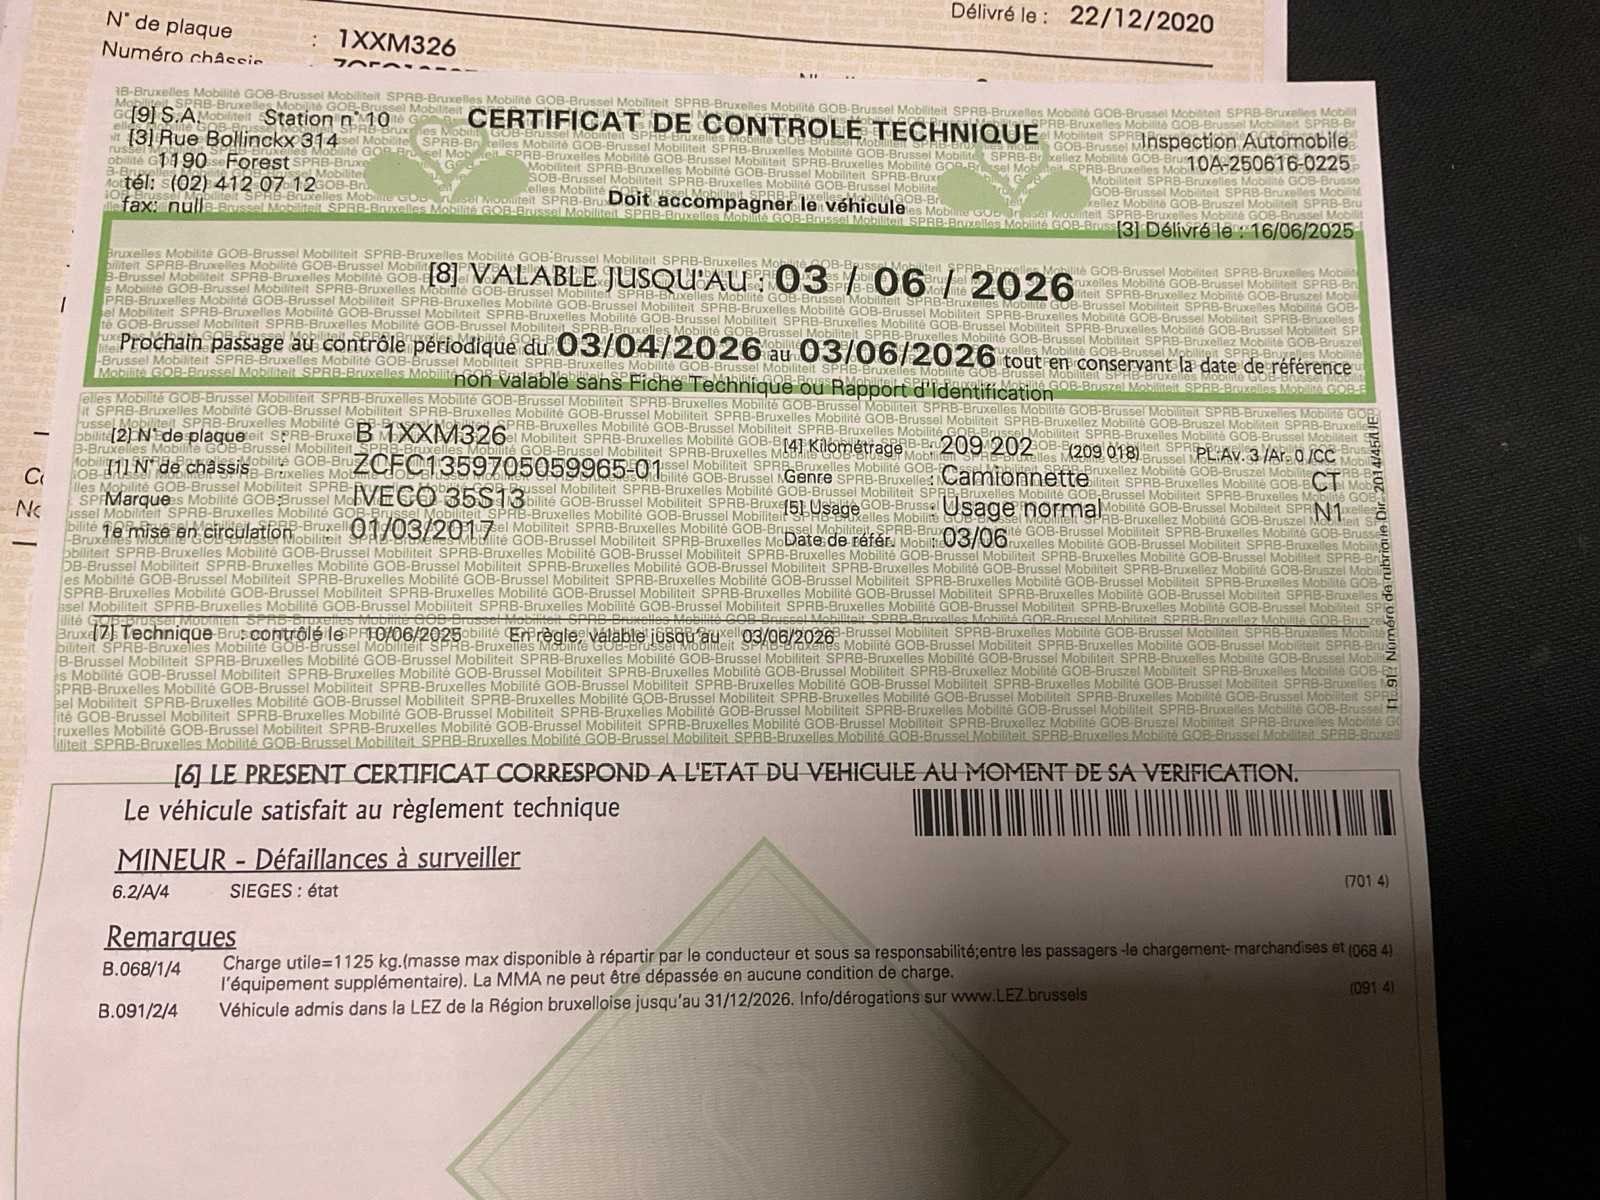 N° de plaque : 1XXM326
Délivré le : 22/12/2020
Numéro châssis :
[9] S.A. Station n° 10
[3] Rue Bollinckx 314
1190 Forest
tél: (02) 412 07 12
fax: null
CERTIFICAT DE CONTROLE TECHNIQUE
Doit accompagner le véhicule
Inspection Automobile
10A-250616-0225
[3] Délivré le : 16/06/2025
[8] VALABLE JUSQU'AU : 03 / 06 / 2026
Prochain passage au contrôle périodique du 03/04/2026 au 03/06/2026 tout en conservant la date de référence
non valable sans Fiche Technique ou Rapport d'Identification
[2] N° de plaque : B 1XXM326
[1] N° de châssis : ZCFC1359705059965-01
Marque : IVECO 35S13
1e mise en circulation : 01/03/2017
[4] Kilométrage : 209 202 (209 018) PL:Av. 3 /Ar. 0 /CC
Genre : Camionnette CT
[5] Usage : Usage normal N1
Date de référ. : 03/06
[7] Technique : contrôlé le 10/06/2025 En règle, valable jusqu'au 03/06/2026
[6] LE PRESENT CERTIFICAT CORRESPOND A L'ETAT DU VEHICULE AU MOMENT DE SA VERIFICATION.
Le véhicule satisfait au règlement technique
MINEUR - Défaillances à surveiller
6.2/A/4 SIEGES : état (701 4)
Remarques
B.068/1/4 Charge utile=1125 kg.(masse max disponible à répartir par le conducteur et sous sa responsabilité;entre les passagers -le chargement- marchandises et (068 4)
l'équipement supplémentaire). La MMA ne peut être dépassée en aucune condition de charge.
B.091/2/4 Véhicule admis dans la LEZ de la Région bruxelloise jusqu'au 31/12/2026. Info/dérogations sur www.LEZ.brussels (091 4)